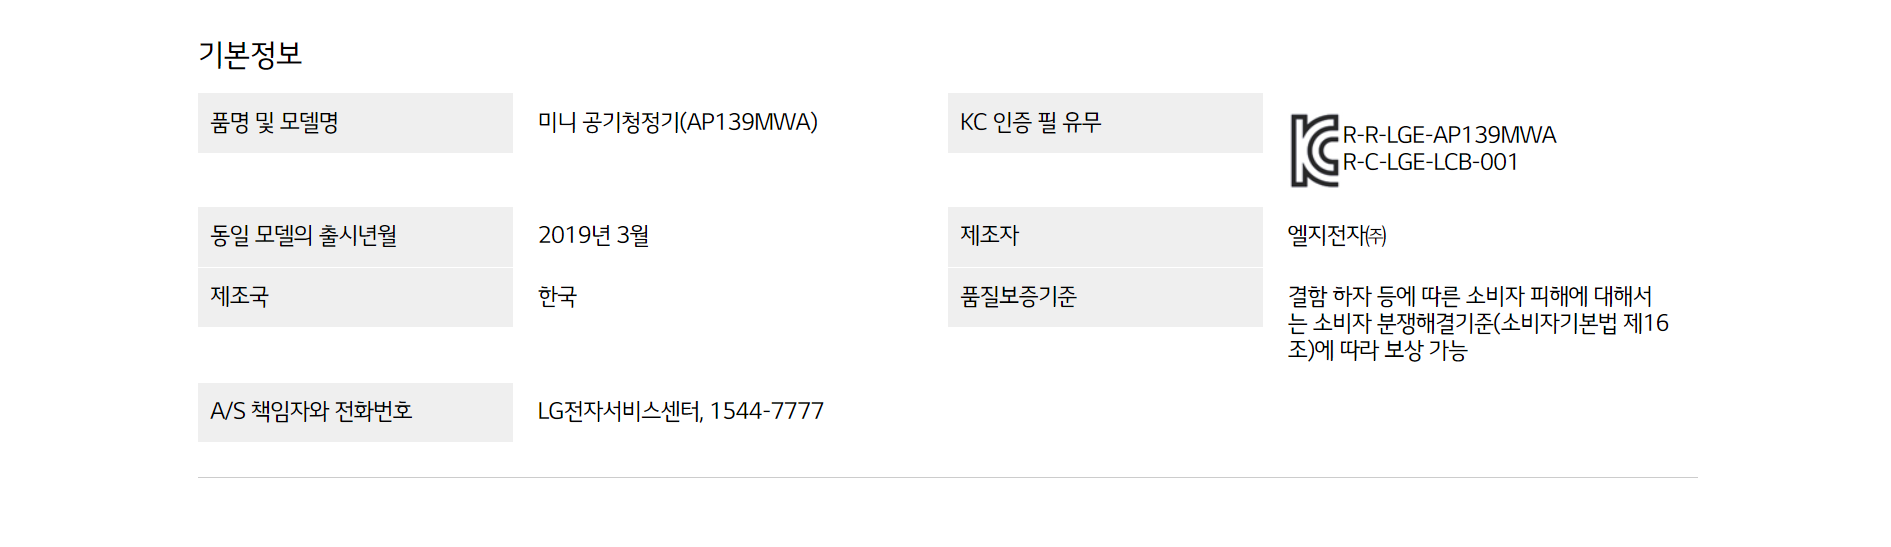 기본정보
품명 및 모델명
미니 공기청정기(AP139MWA)
KC 인증 필 유무
R-R-LGE-AP139MWA
R-C-LGE-LCB-001
동일 모델의 출시년월
2019년 3월
제조자
엘지전자㈜
제조국
한국
품질보증기준
결함 하자 등에 따른 소비자 피해에 대해서
는 소비자 분쟁해결기준(소비자기본법 제16
조)에 따라 보상 가능
A/S 책임자와 전화번호
LG전자서비스센터, 1544-7777